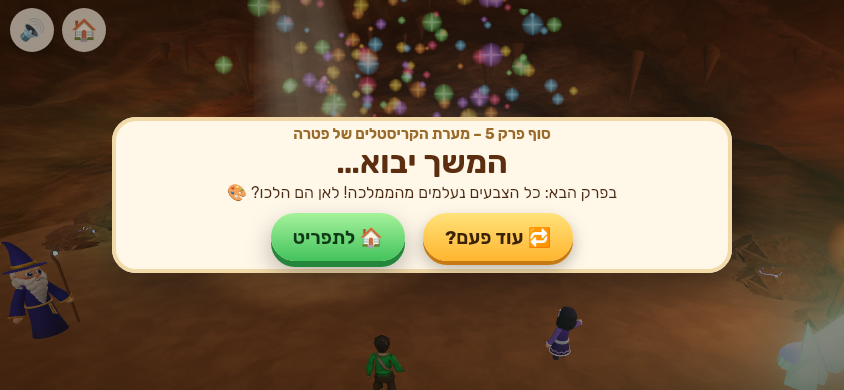 סוף פרק 5 – מערת הקריסטלים של פטרה
המשך יבוא...
בפרק הבא: כל הצבעים נעלמים מהממלכה! לאן הם הלכו? 🎨
🔁 עוד פעם?
🏠 לתפריט